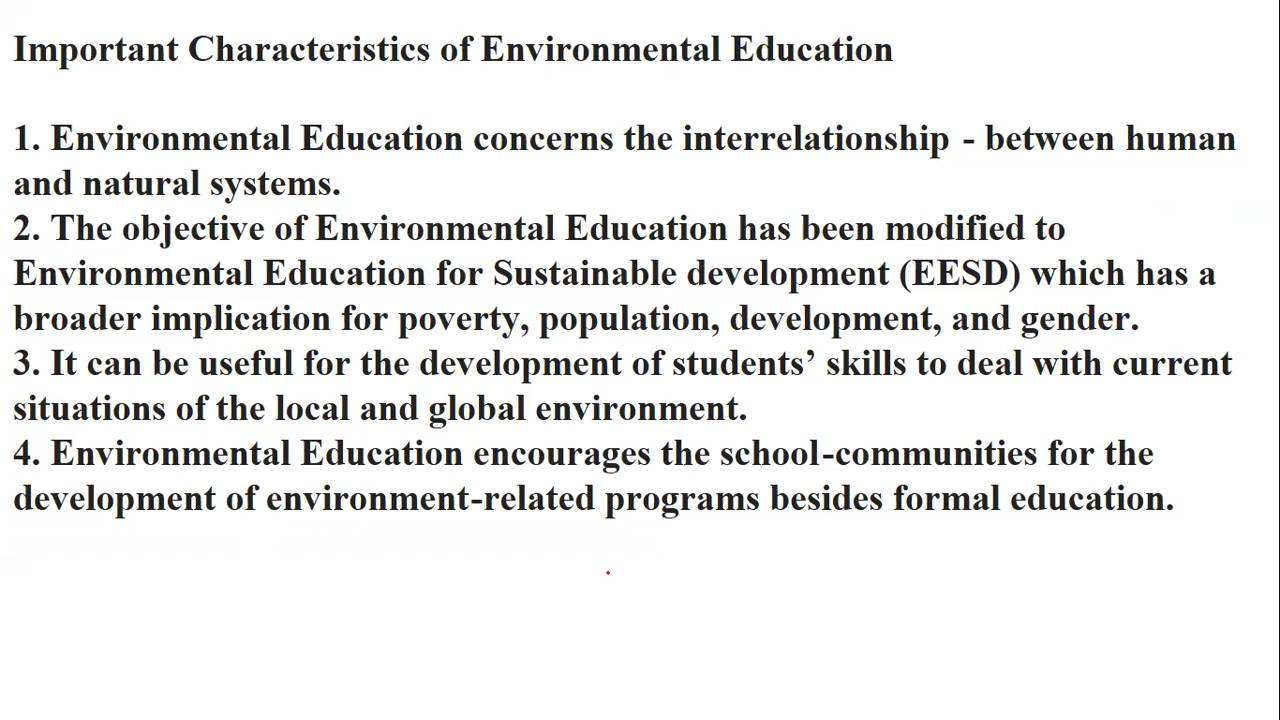 Important Characteristics of Environmental Education
1. Environmental Education concerns the interrelationship - between human
and natural systems.
2. The objective of Environmental Education has been modified to
Environmental Education for Sustainable development (EESD) which has a
broader implication for poverty, population, development, and gender.
3. It can be useful for the development of students’ skills to deal with current
situations of the local and global environment.
4. Environmental Education encourages the school-communities for the
development of environment-related programs besides formal education.